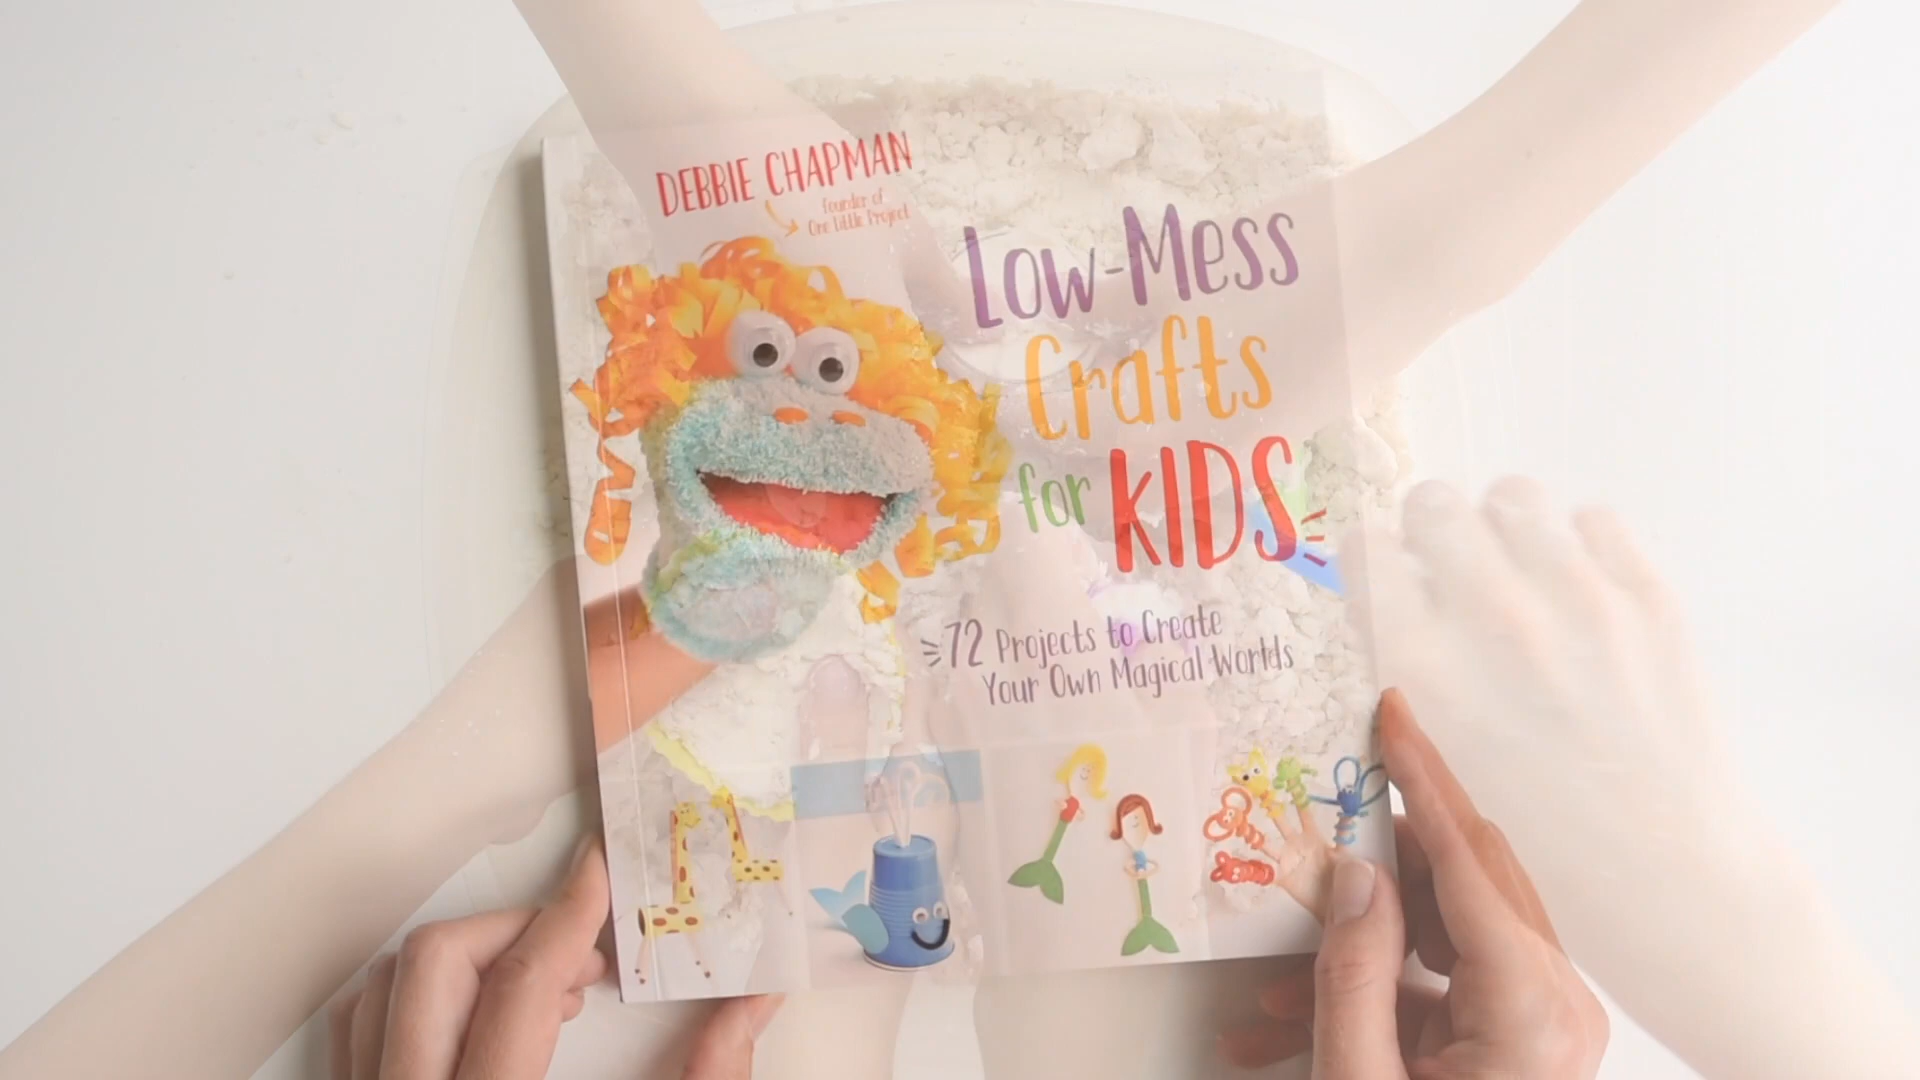 DEBBIE CHAPMAN
founder of
One Little Project
Low-Mess
Crafts
for KIDS
72 Projects to Create
Your Own Magical Worlds